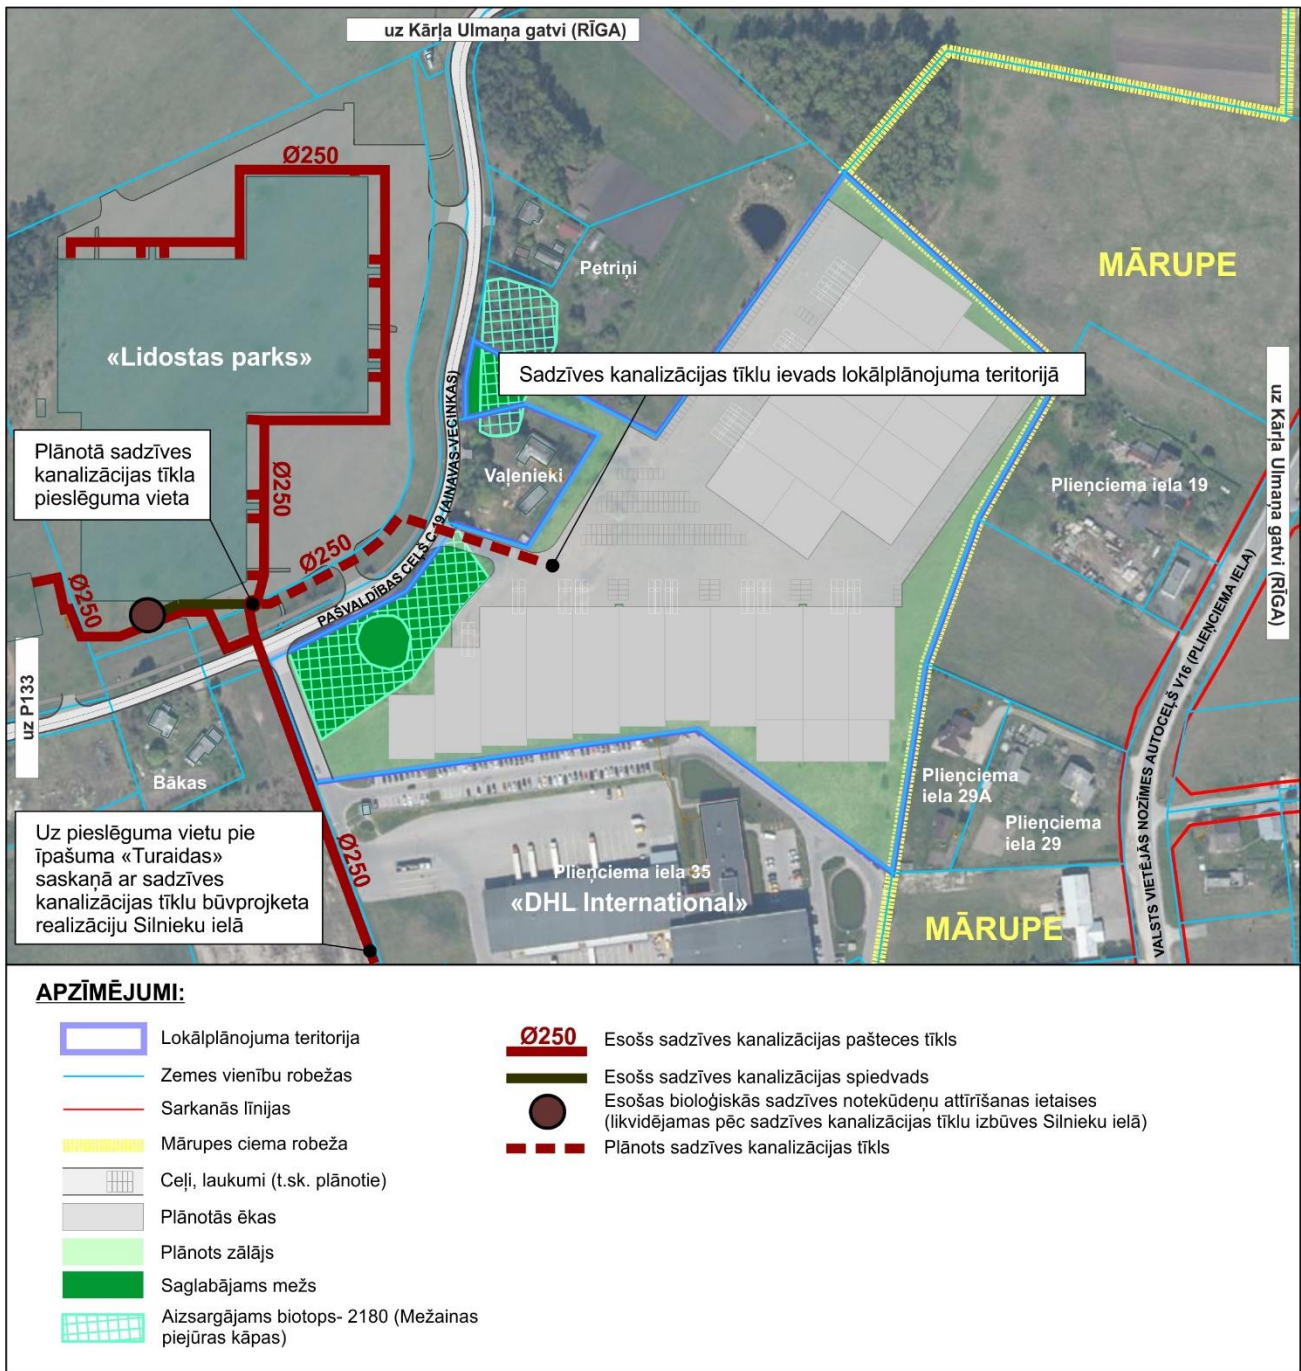 uz Kārļa Ulmaņa gatvi (RĪGA)
Ø250
Petriņi
MĀRUPE
«Lidostas parks»
Sadzīves kanalizācijas tīklu ievads lokālplānojuma teritorijā
uz Kārļa Ulmaņa gatvi (RĪGA)
Plānotā sadzīves
kanalizācijas tīkla
pieslēguma vieta
Ø250
Vaļenieki
Plieņciema iela 19
PAŠVALDĪBAS CEĻŠ C-19 (AINAVAS-VECINKAS)
Ø250
Ø250
uz P133
Bākas
VALSTS VIETĒJĀS NOZĪMES AUTOCEĻŠ V16 (PLIEŅCIEMA IELA)
Plieņciema
iela 29A
Plieņciema
iela 29
Uz pieslēguma vietu pie
īpašuma «Turaidas»
saskaņā ar sadzīves
kanalizācijas tīklu būvprojketa
realizāciju Silnieku ielā
Ø250
Plieņciema iela 35
«DHL International»
MĀRUPE
APZĪMĒJUMI:
Lokālplānojuma teritorija
Zemes vienību robežas
Sarkanās līnijas
Mārupes ciema robeža
Ceļi, laukumi (t.sk. plānotie)
Plānotās ēkas
Plānots zālājs
Saglabājams mežs
Aizsargājams biotops- 2180 (Mežainas
piejūras kāpas)
Ø250
Esošs sadzīves kanalizācijas pašteces tīkls
Esošs sadzīves kanalizācijas spiedvads
Esošas bioloģiskās sadzīves notekūdeņu attīrīšanas ietaises
(likvidējamas pēc sadzīves kanalizācijas tīklu izbūves Silnieku ielā)
Plānots sadzīves kanalizācijas tīkls